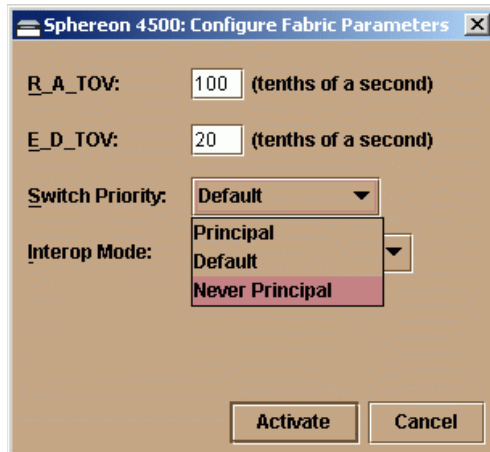 Sphereon 4500: Configure Fabric Parameters
R_A_TOV: 100 (tenths of a second)
E_D_TOV: 20 (tenths of a second)
Switch Priority: Default
Principal
Interop Mode:
Default
Never Principal
Activate Cancel